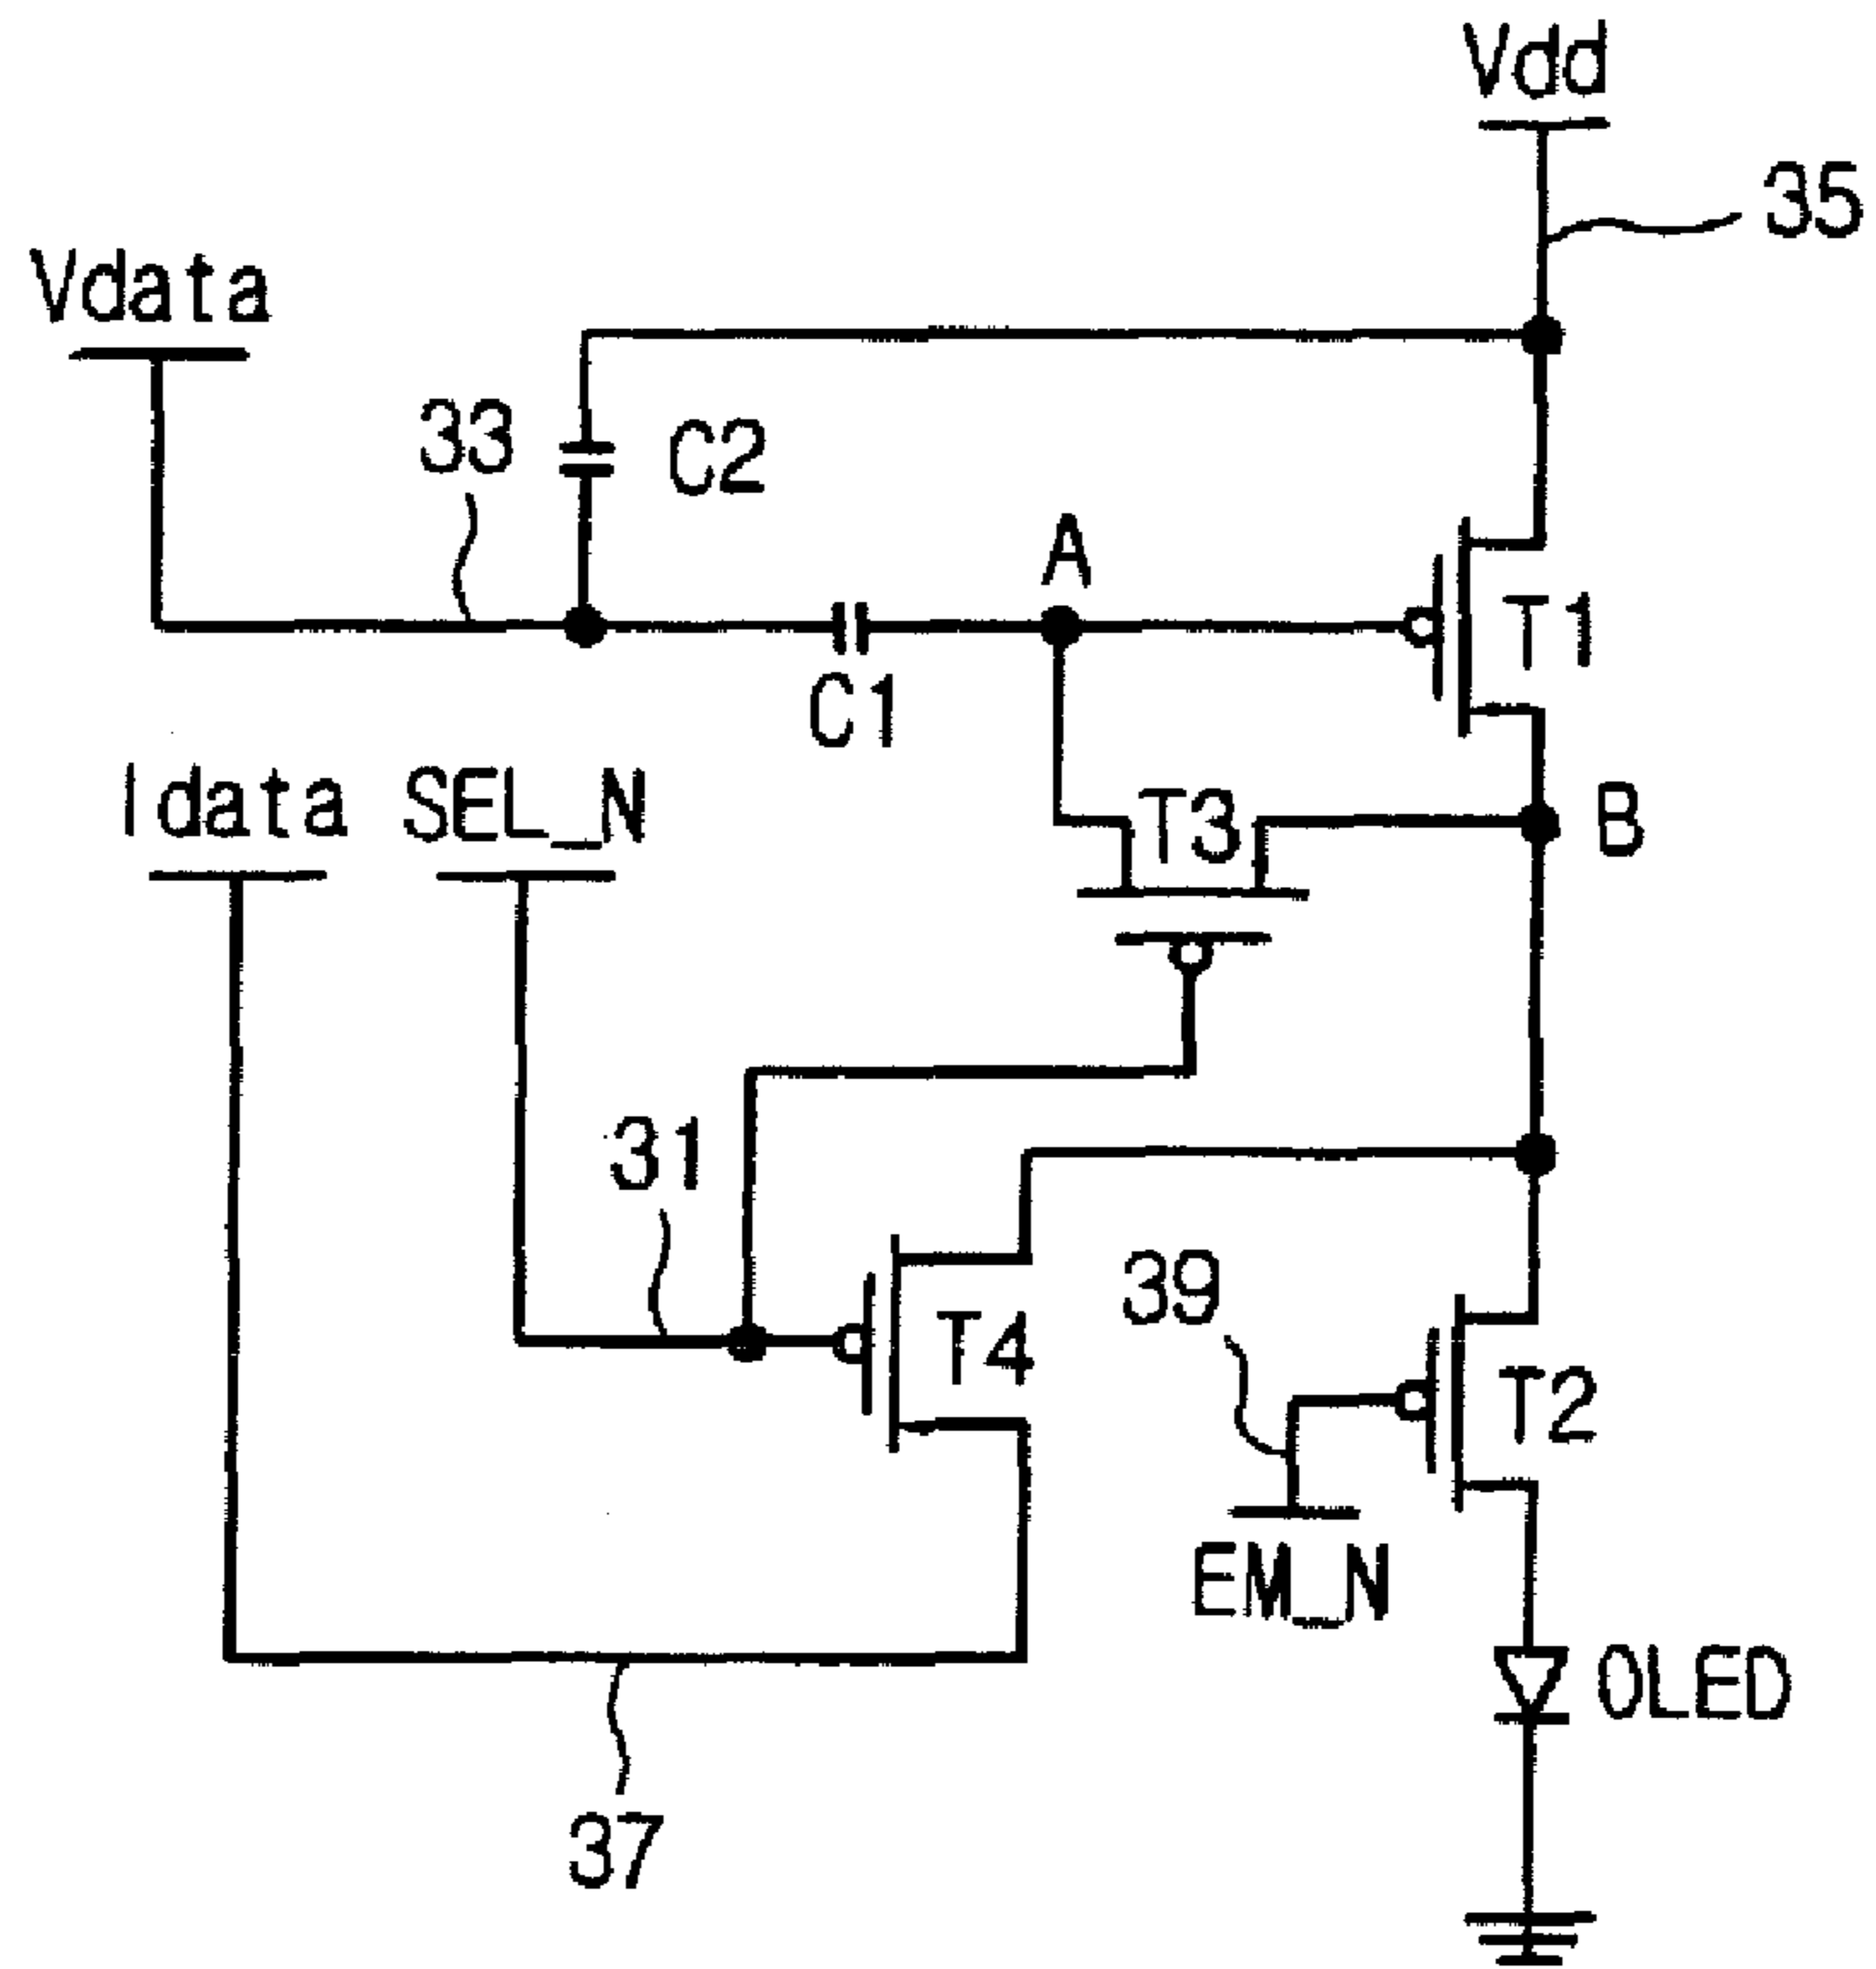 Vdd
35
Vdata
33
C2
A
T1
C1
Idata
SEL_N
T3
B
31
T4
39
T2
EM_N
OLED
37